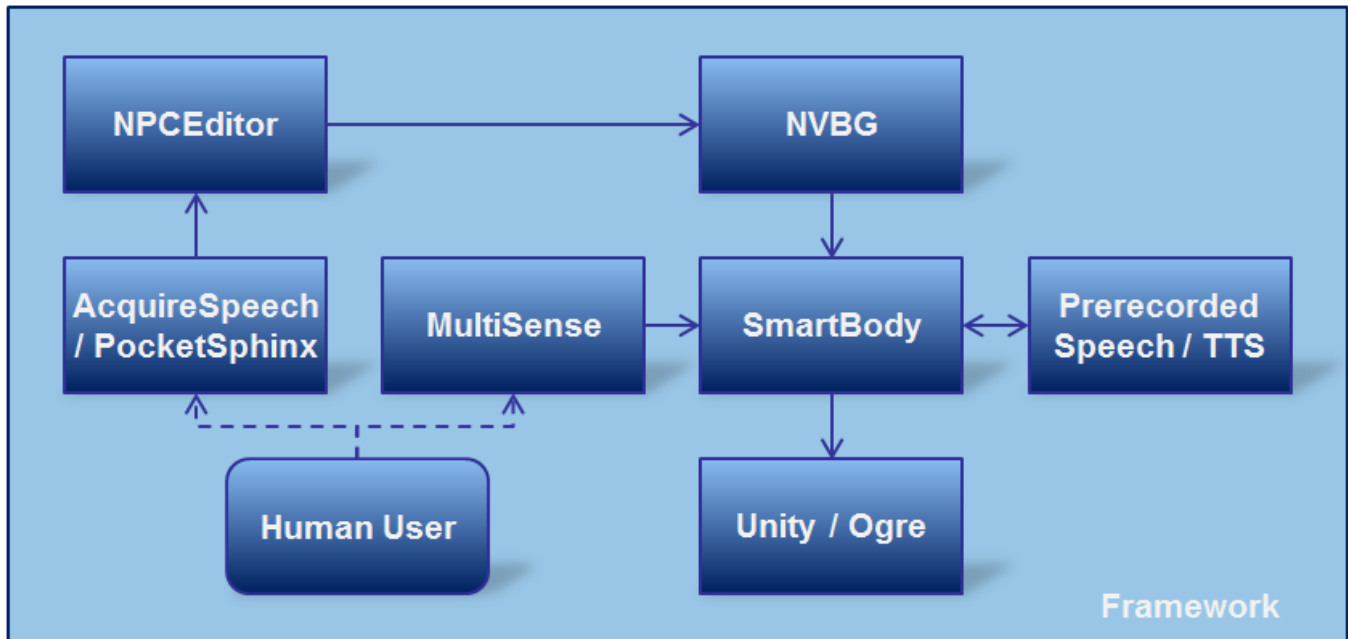 NPCEditor
NVBG
AcquireSpeech
/ PocketSphinx
MultiSense
SmartBody
Prerecorded
Speech / TTS
Human User
Unity / Ogre
Framework